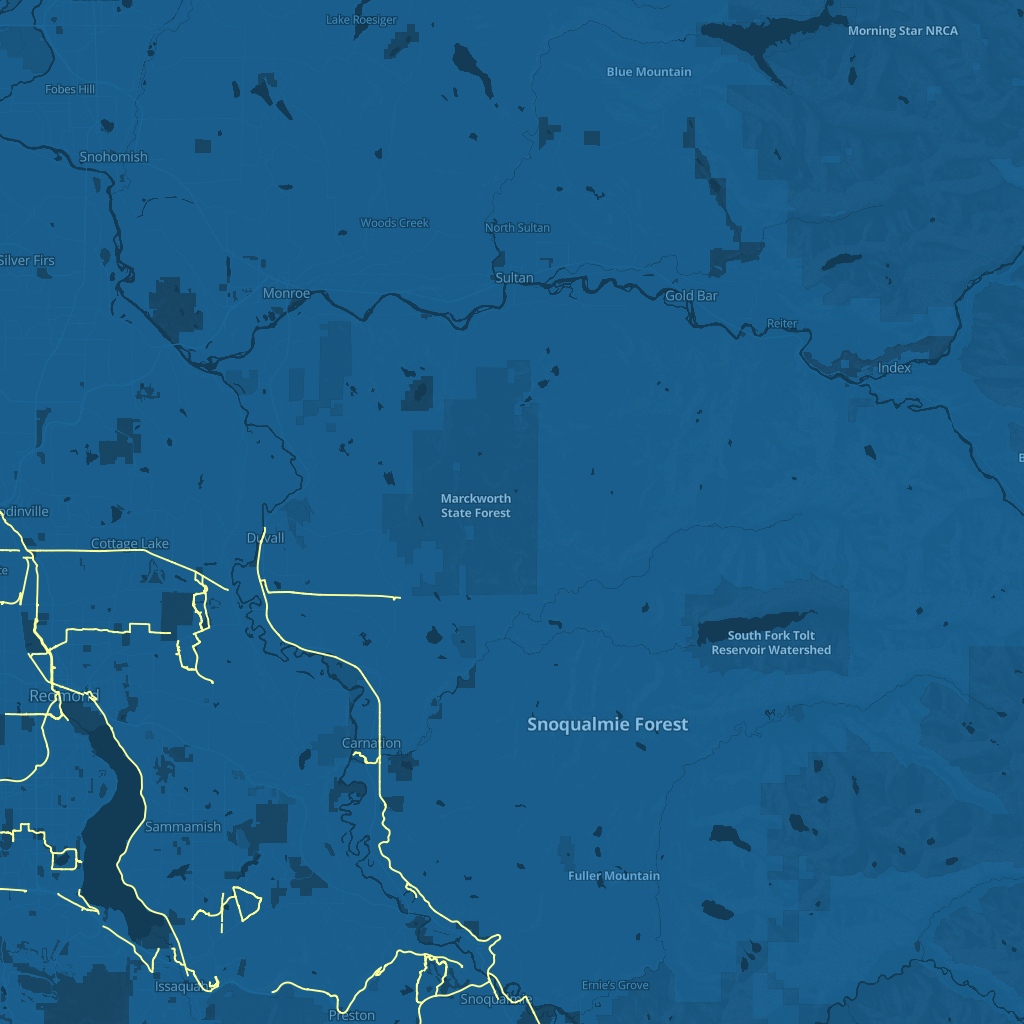 Lake Roesiger
Morning Star NRCA
Blue Mountain
Fobes Hill
Snohomish
Woods Creek
North Sultan
Silver Firs
Sultan
Monroe
Gold Bar
Reiter
Index
Marckworth
State Forest
odinville
Cottage Lake
Duvall
South Fork Tolt
Reservoir Watershed
Redmond
Snoqualmie Forest
Carnation
Sammamish
Fuller Mountain
Issaquah
Ernie's Grove
Snoqualmie
Preston